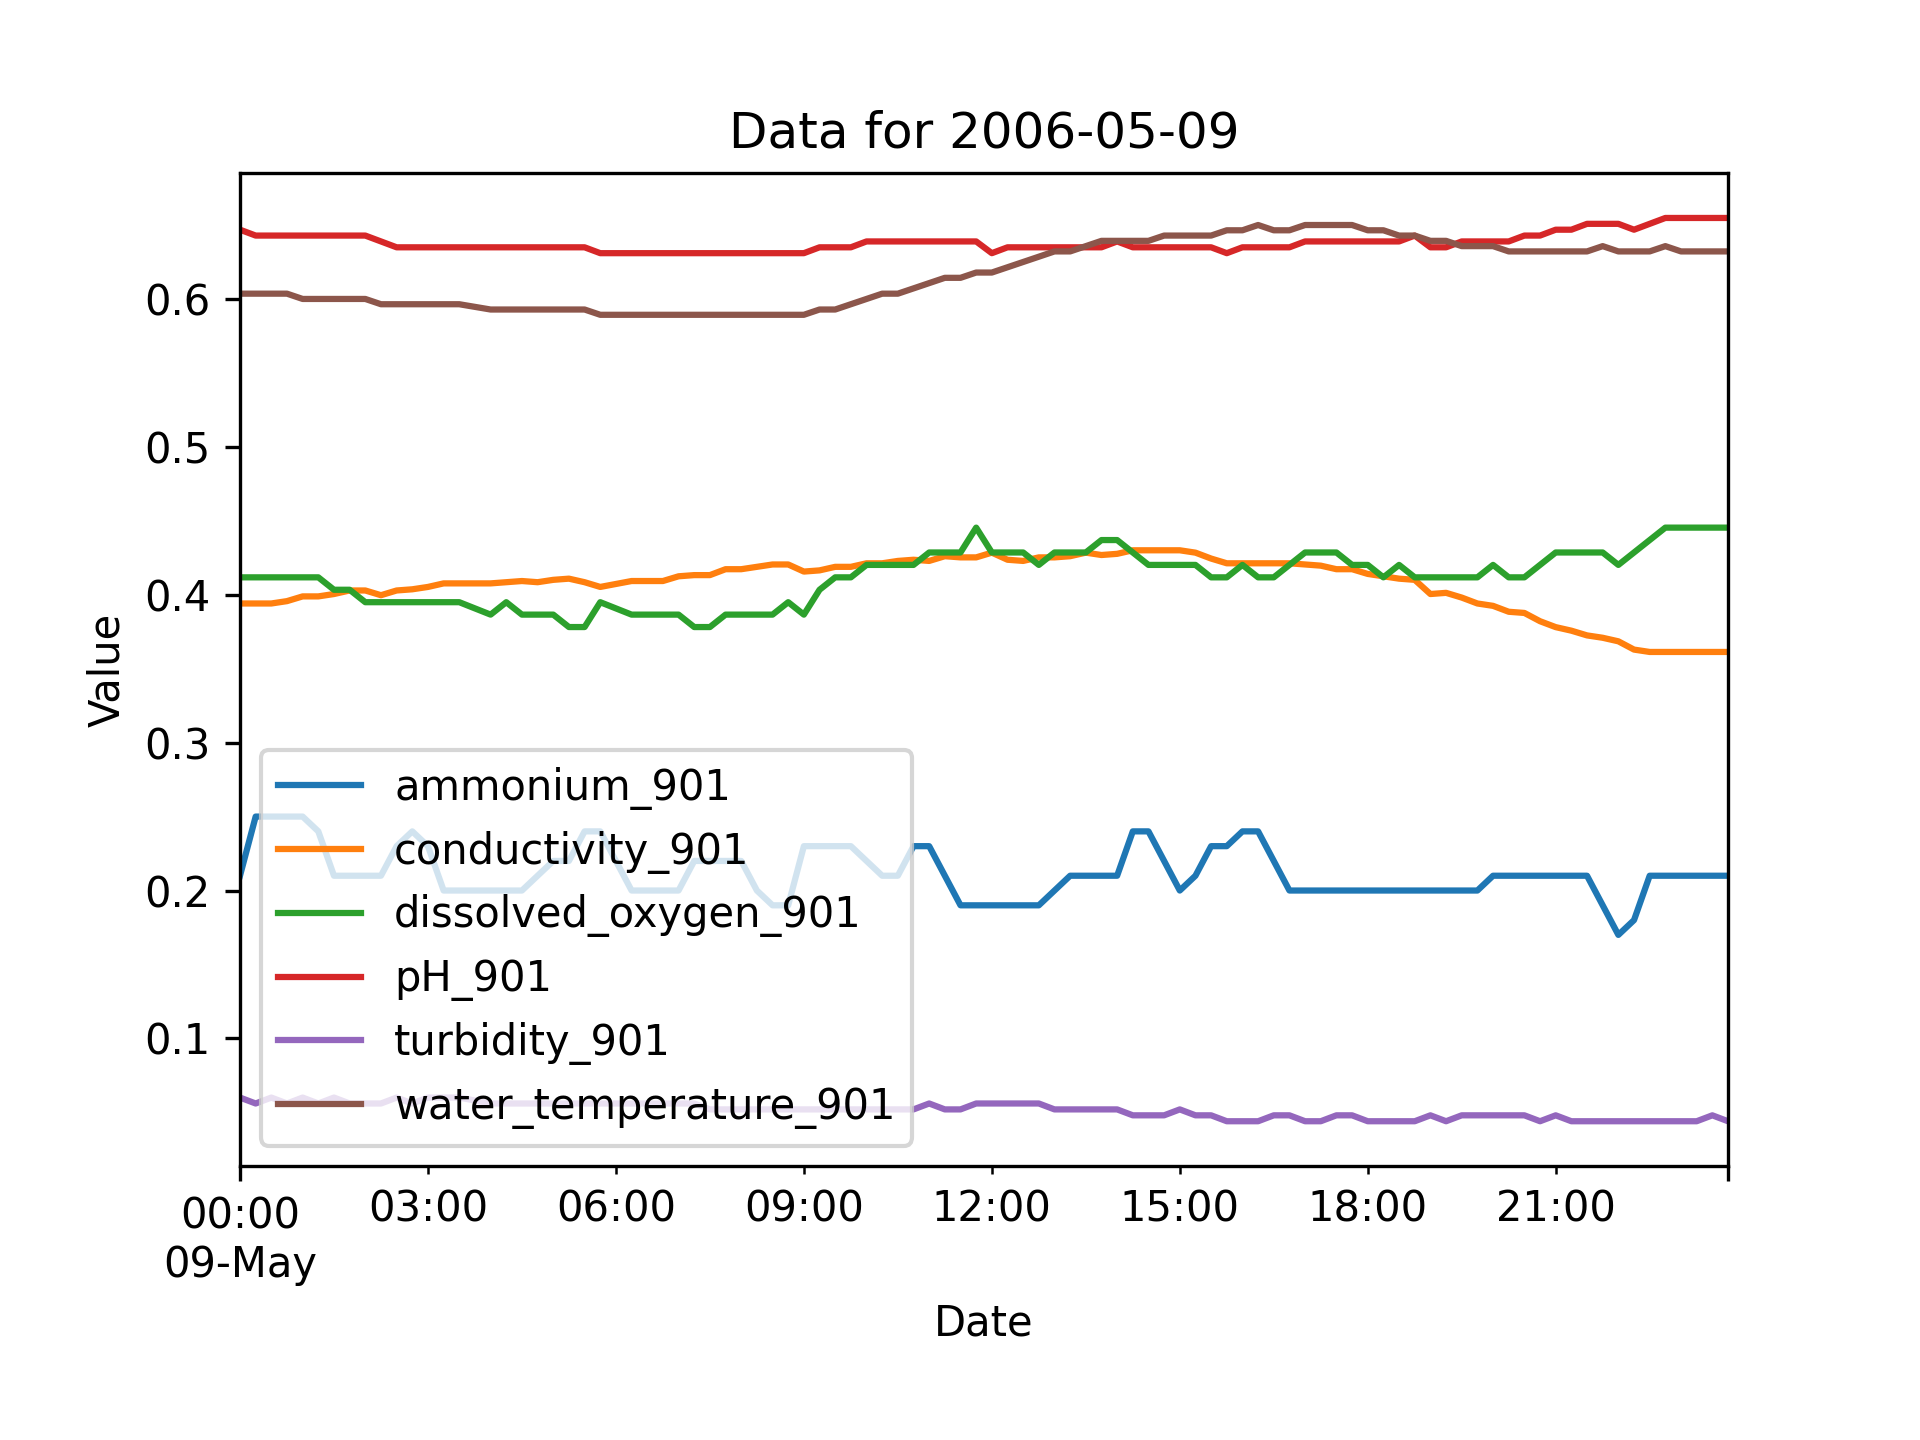 Data for 2006-05-09
Value
0.6
0.5
0.4
0.3
0.2
0.1
ammonium_901
conductivity_901
dissolved_oxygen_901
pH_901
turbidity_901
water_temperature_901
00:00 03:00 06:00 09:00 12:00 15:00 18:00 21:00
09-May
Date